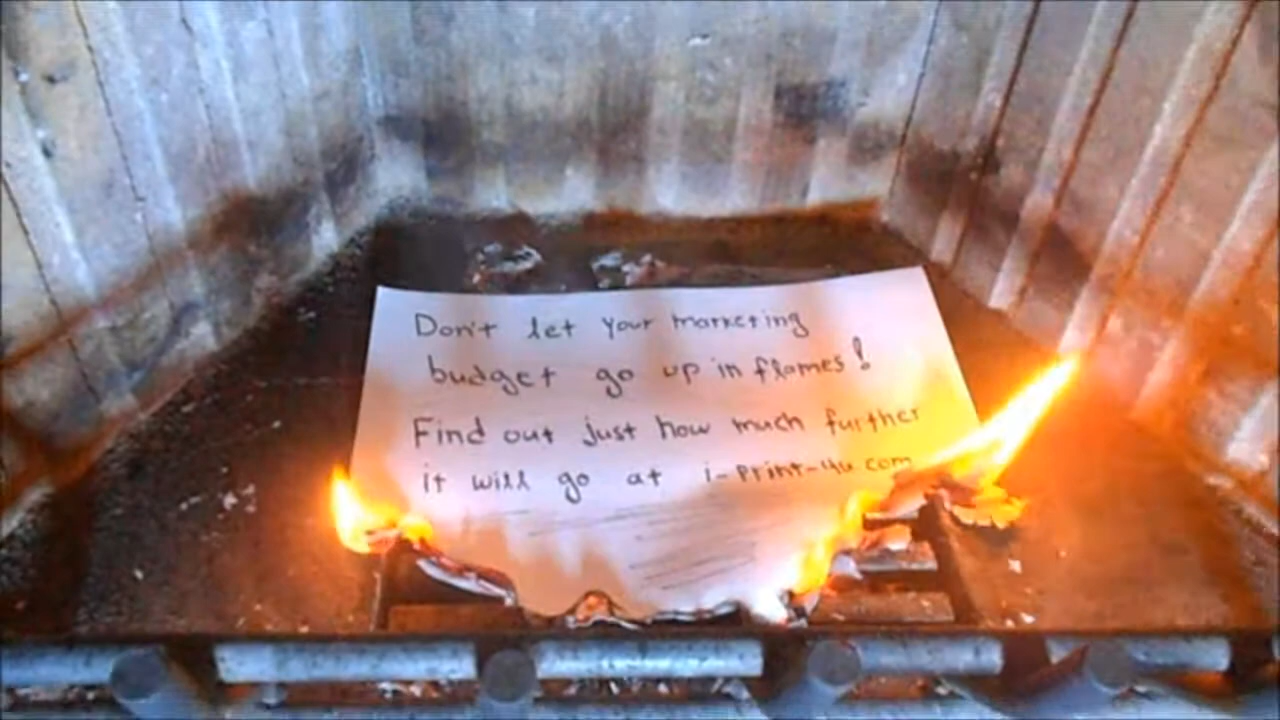 Don't let your marketing
budget go up in flames!
Find out just how much further
it will go at i-print-4u.com